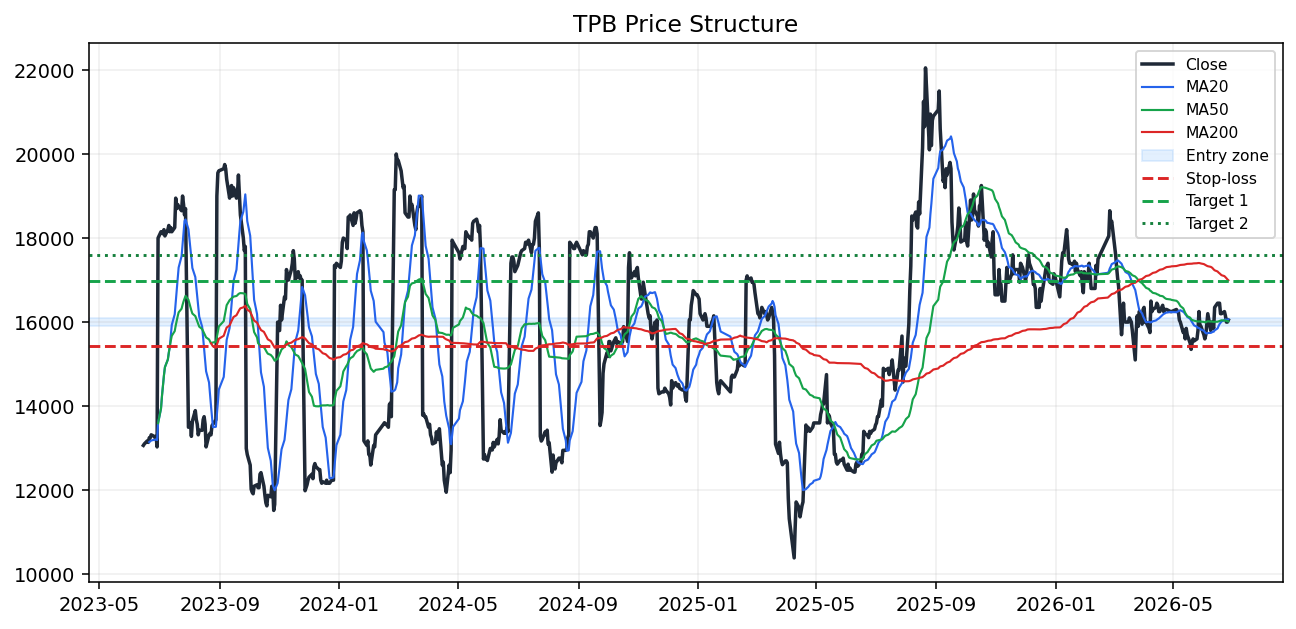 TPB Price Structure
22000
20000
18000
16000
14000
12000
10000
2023-05
2023-09
2024-01
2024-05
2024-09
2025-01
2025-05
2025-09
2026-01
2026-05
Close
MA20
MA50
MA200
Entry zone
Stop-loss
Target 1
Target 2